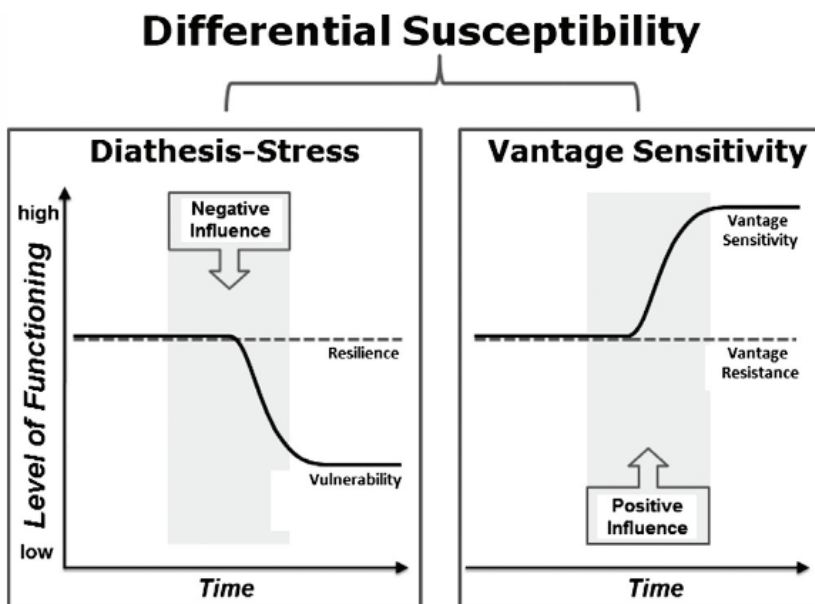 Differential Susceptibility
Diathesis-Stress
high
Level of Functioning
low
Negative
Influence
Resilience
Vulnerability
Time
Vantage Sensitivity
Vantage
Sensitivity
Vantage
Resistance
Positive
Influence
Time